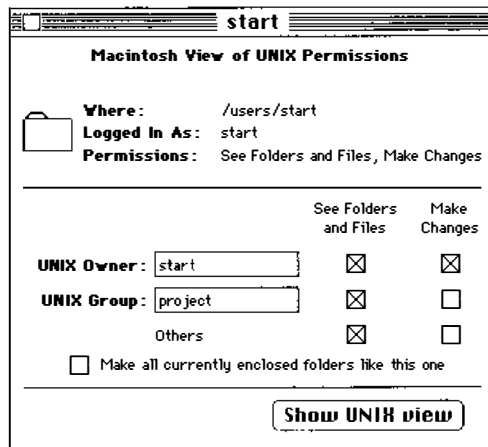 start
Macintosh View of UNIX Permissions
Where: /users/start
Logged In As: start
Permissions: See Folders and Files, Make Changes
See Folders and Files Make Changes
UNIX Owner: start
UNIX Group: project
Others
Make all currently enclosed folders like this one
Show UNIX view